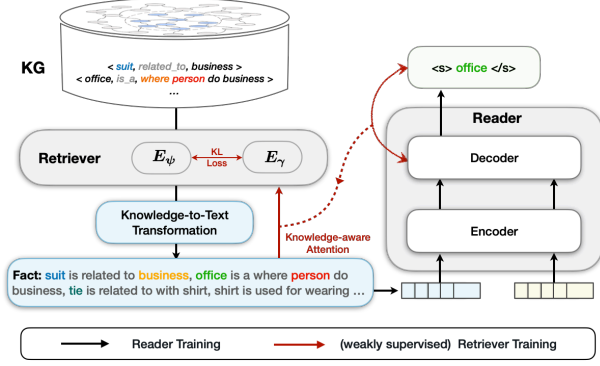 KG
< suit, related_to, business >
< office, is_a, where person do business >
...
<s> office </s>
Reader
Retriever
Eψ
KL
Loss
Eγ
Decoder
Knowledge-to-Text
Transformation
Knowledge-aware
Attention
Encoder
Fact: suit is related to business, office is a where person do
business, tie is related to with shirt, shirt is used for wearing ...
Reader Training
(weakly supervised) Retriever Training